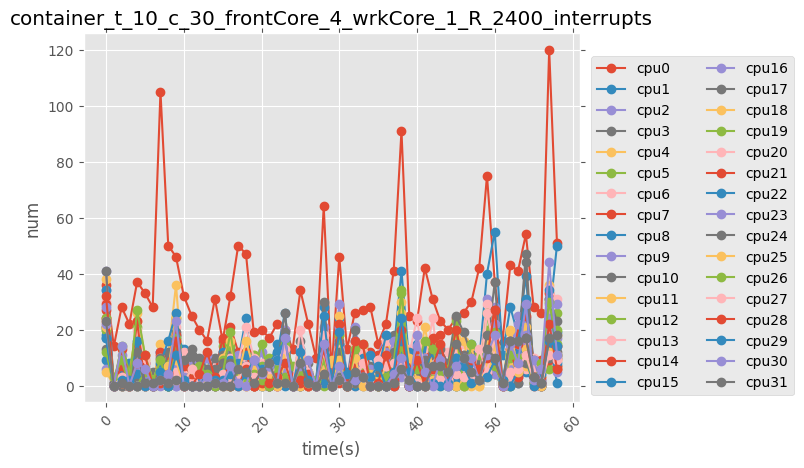 container_t_10_c_30_frontCore_4_wrkCore_1_R_2400_interrupts
num
120
100
80
60
40
20
0
0
10
20
30
40
50
60
time(s)
cpu0
cpu1
cpu2
cpu3
cpu4
cpu5
cpu6
cpu7
cpu8
cpu9
cpu10
cpu11
cpu12
cpu13
cpu14
cpu15
cpu16
cpu17
cpu18
cpu19
cpu20
cpu21
cpu22
cpu23
cpu24
cpu25
cpu26
cpu27
cpu28
cpu29
cpu30
cpu31